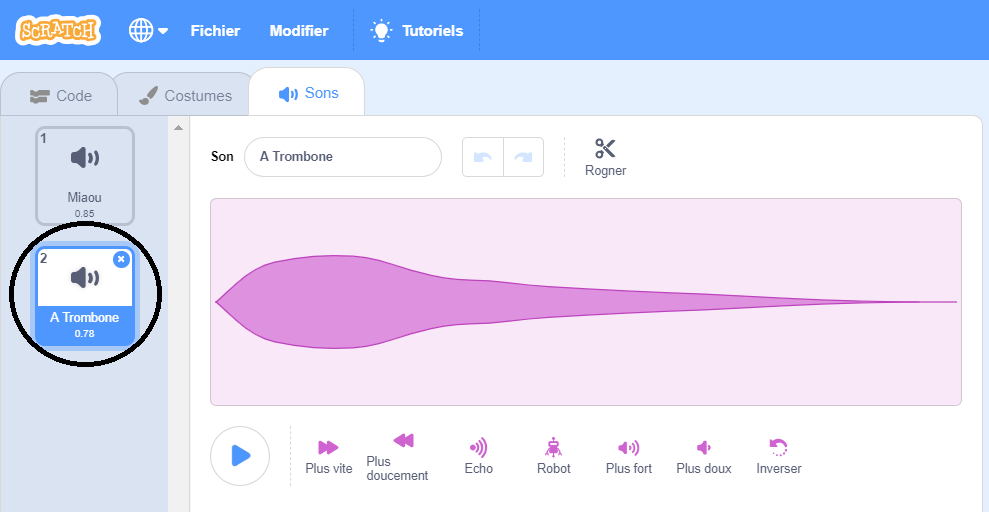 SCRATCH
Fichier
Modifier
Tutoriels
Code
Costumes
Sons
1
Miaou
0.85
2
A Trombone
0.78
Son
A Trombone
Rogner
Plus vite
Plus
doucement
Echo
Robot
Plus fort
Plus doux
Inverser